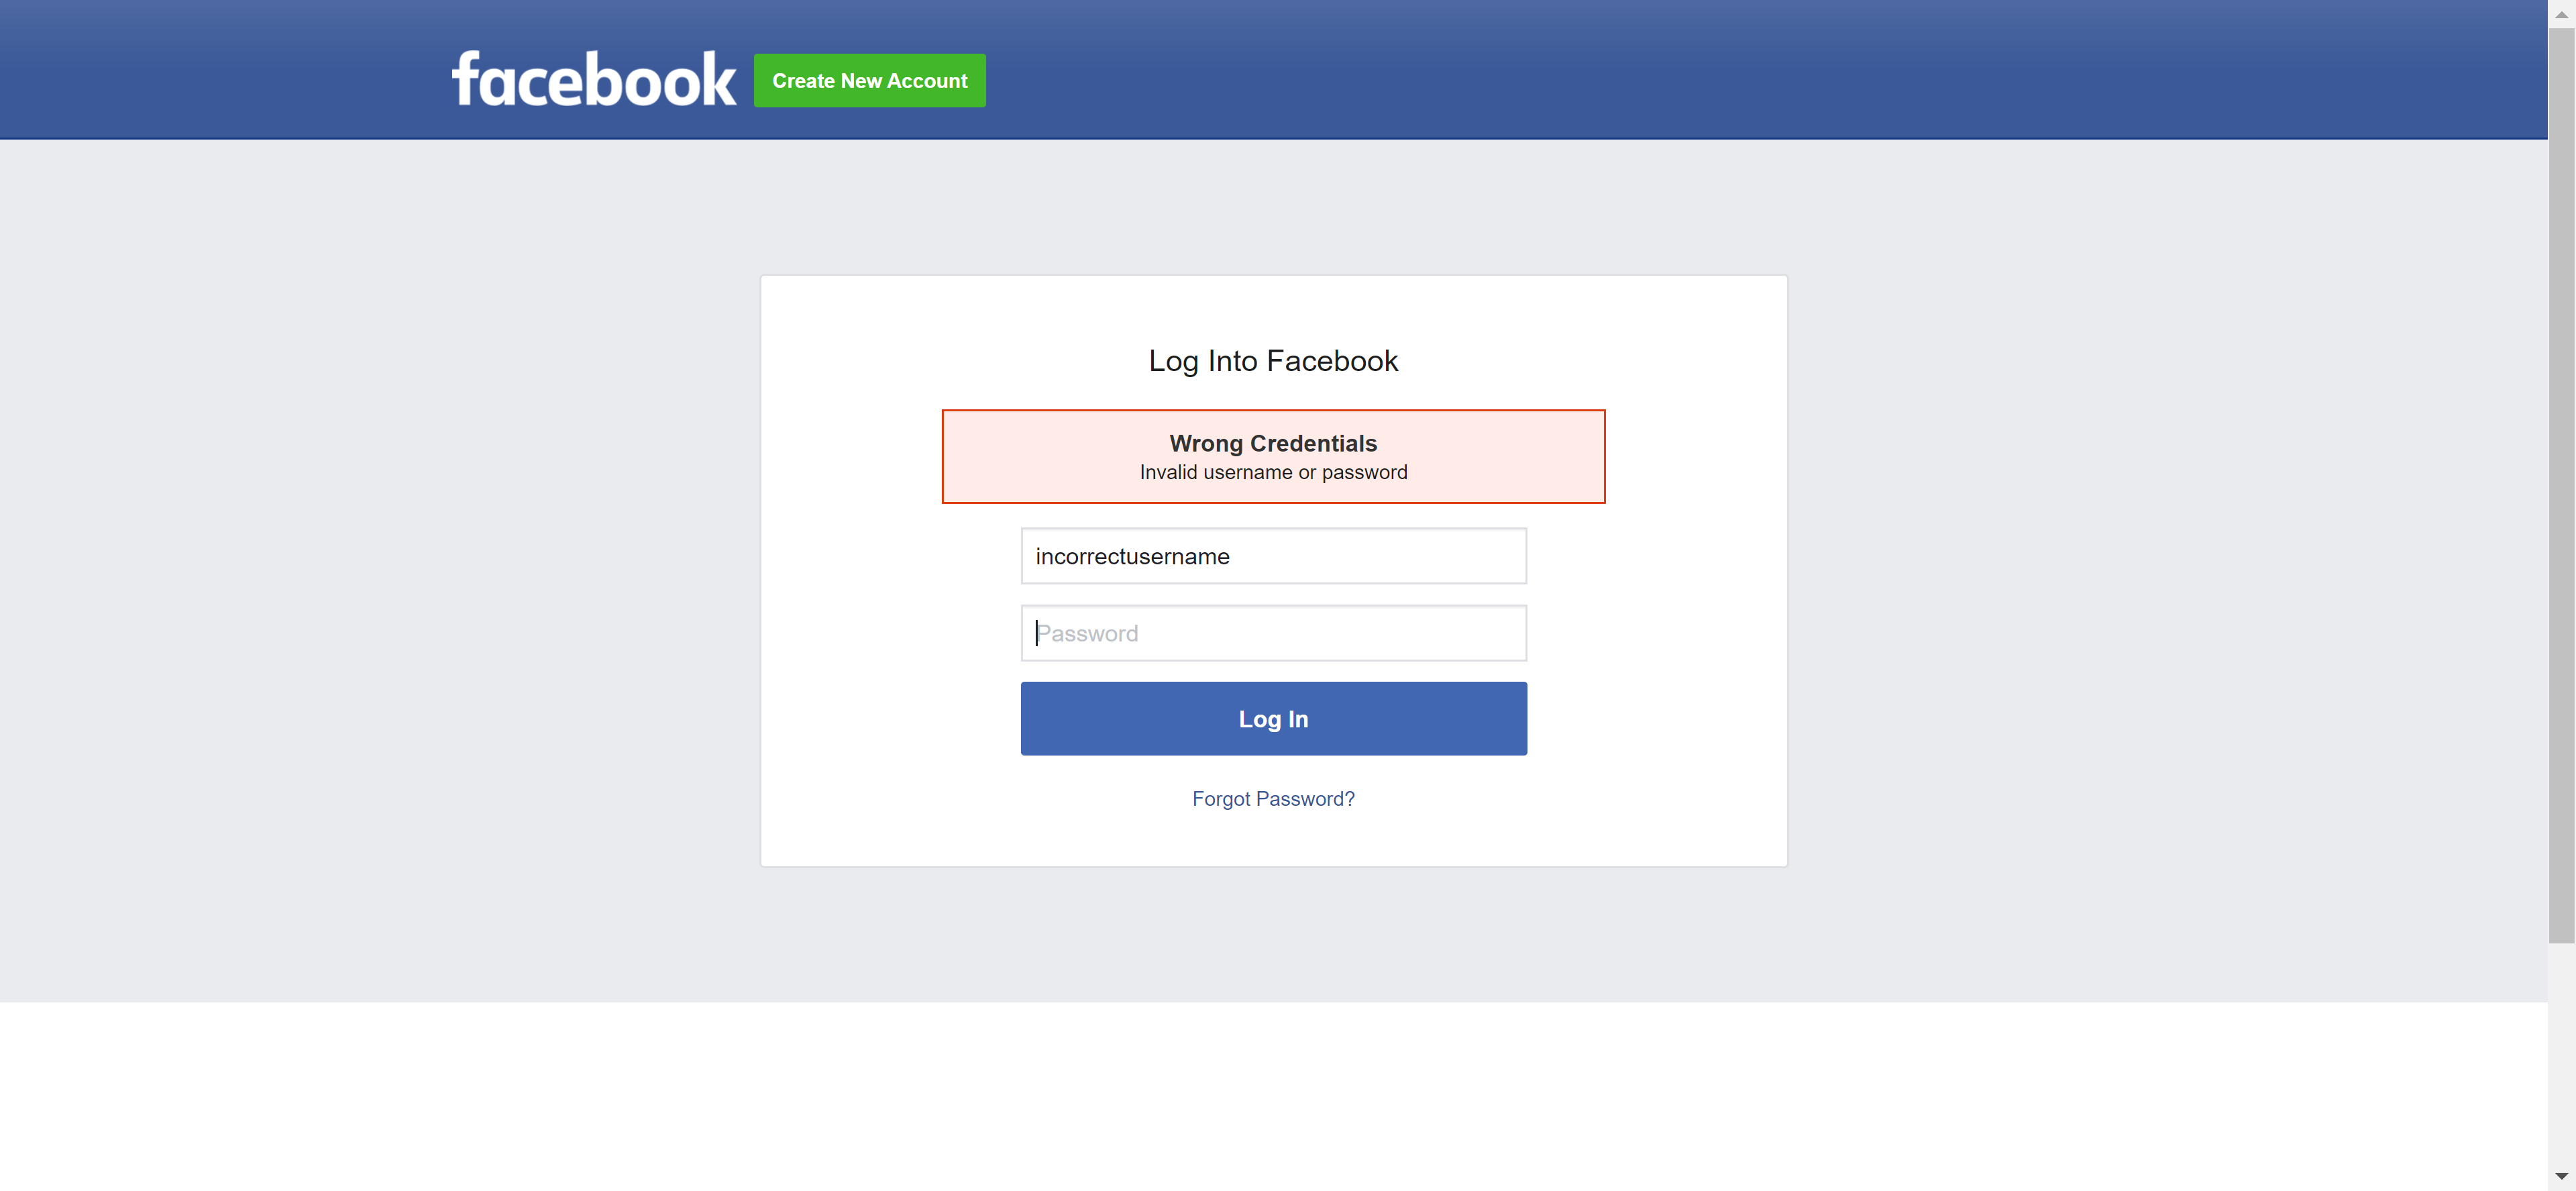 facebook
Create New Account
Log Into Facebook
Wrong Credentials
Invalid username or password
incorrectusername
Password
Log In
Forgot Password?